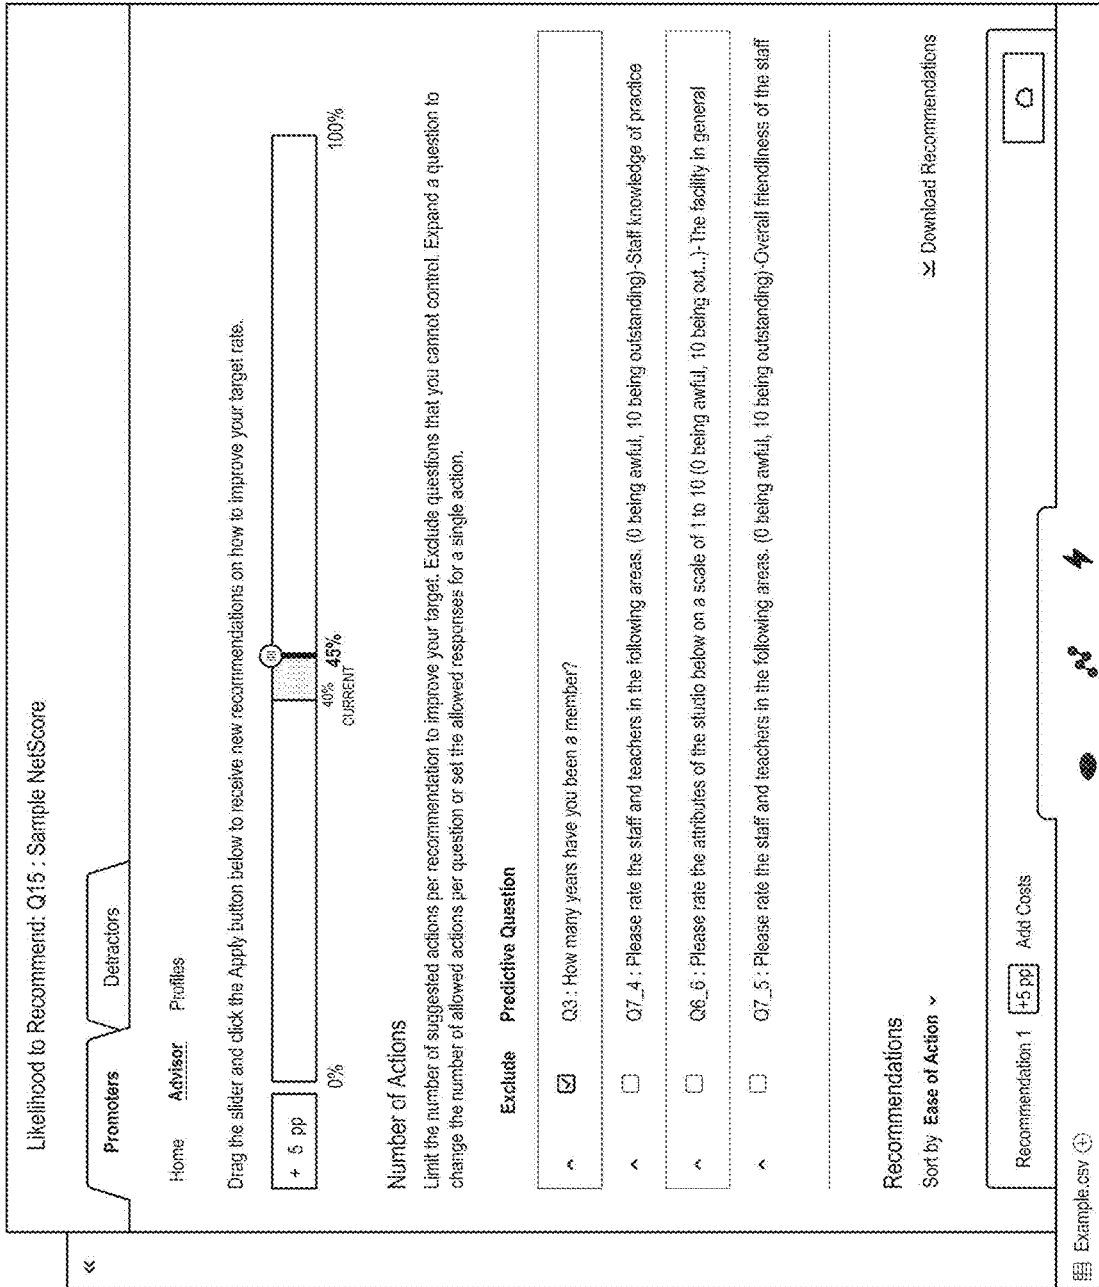 Likelihood to Recommend: Q15 : Sample NetScore
Promoters
Detractors
Home
Advisor
Profiles
Drag the slider and click the Apply button below to receive new recommendations on how to improve your target rate.
+ 5 pp
0%
40%
CURRENT
45%
100%
Number of Actions
Limit the number of suggested actions per recommendation to improve your target. Exclude questions that you cannot control. Expand a question to
change the number of allowed actions per question or set the allowed responses for a single action.
Exclude
Predictive Question
Q3 : How many years have you been a member?
Q7_4 : Please rate the staff and teachers in the following areas. (0 being awful, 10 being outstanding)-Staff knowledge of practice
Q6_6 : Please rate the attributes of the studio below on a scale of 1 to 10 (0 being awful, 10 being out...)-The facility in general
Q7_5 : Please rate the staff and teachers in the following areas. (0 being awful, 10 being outstanding)-Overall friendliness of the staff
Recommendations
Sort by Ease of Action
Download Recommendations
Recommendation 1 +5 pp Add Costs
Example.csv